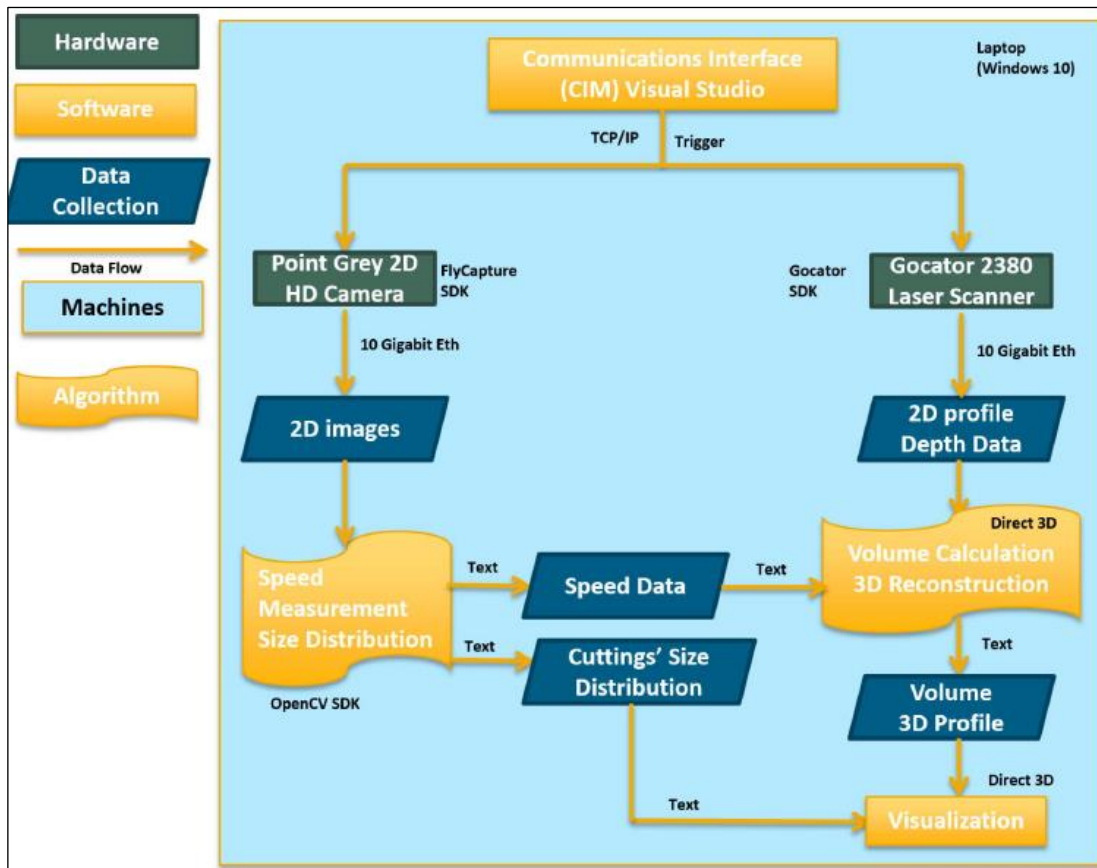 Hardware
Software
Data
Collection
Data Flow
Machines
Algorithm
Laptop
(Windows 10)
Communications Interface
(CIM) Visual Studio
TCP/IP
Trigger
Point Grey 2D
HD Camera
FlyCapture
SDK
Gocator
SDK
Gocator 2380
Laser Scanner
10 Gigabit Eth
10 Gigabit Eth
2D images
2D profile
Depth Data
Speed
Measurement
Size Distribution
OpenCV SDK
Text
Speed Data
Text
Direct 3D
Volume Calculation
3D Reconstruction
Text
Cuttings’ Size
Distribution
Text
Volume
3D Profile
Direct 3D
Text
Visualization